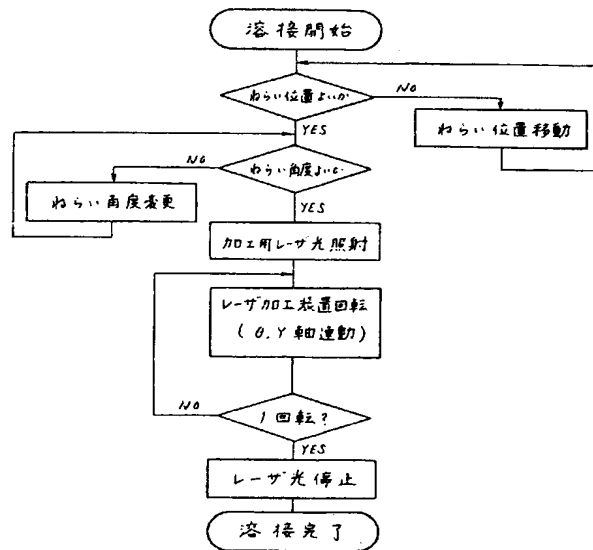 溶接開始
ねらい位置よいか
NO
ねらい位置移動
YES
ねらい角度よいか
NO
ねらい角度変更
YES
加工用レーザ光照射
レーザ加工装置回転
(θ,Y軸連動)
1回転?
NO
YES
レーザ光停止
溶接完了